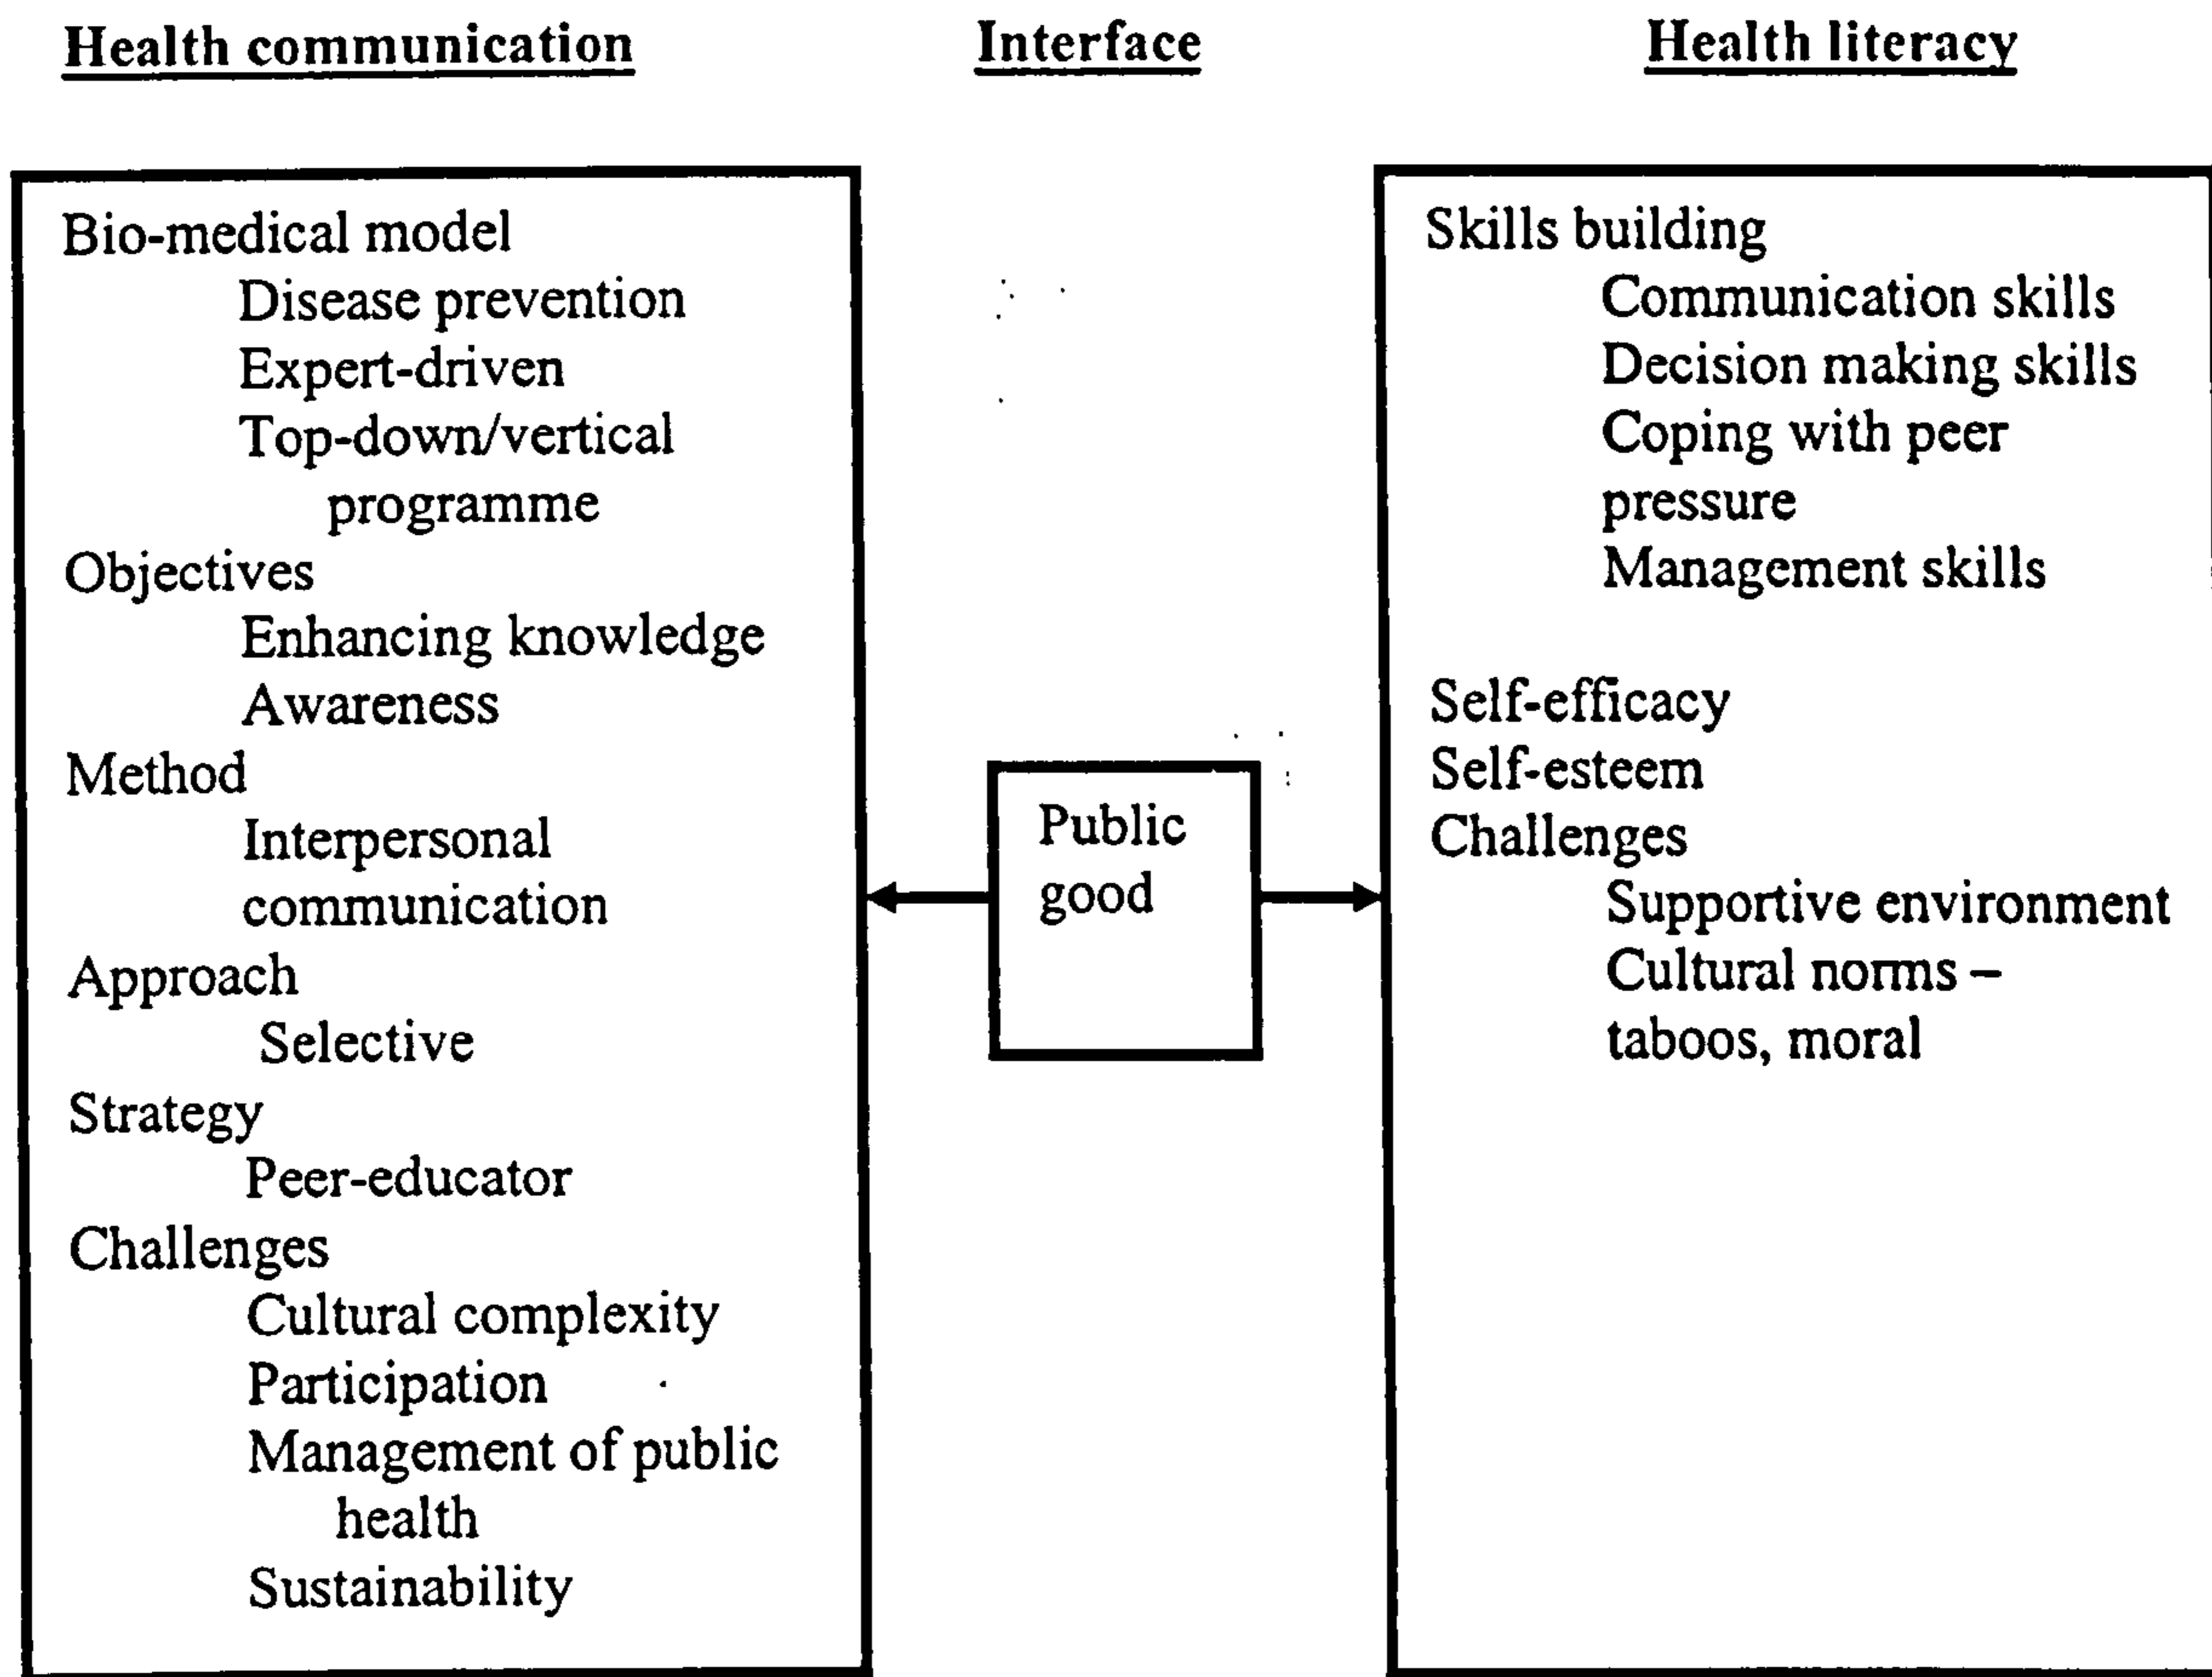 Health communication
Interface
Health literacy
Bio-medical model
Disease prevention
Expert-driven
Top-down/vertical
programme
Objectives
Enhancing knowledge
Awareness
Method
Interpersonal
communication
Approach
Selective
Strategy
Peer-educator
Challenges
Cultural complexity
Participation
Management of public
health
Sustainability
Public
good
Skills building
Communication skills
Decision making skills
Coping with peer
pressure
Management skills
Self-efficacy
Self-esteem
Challenges
Supportive environment
Cultural norms –
taboos, moral